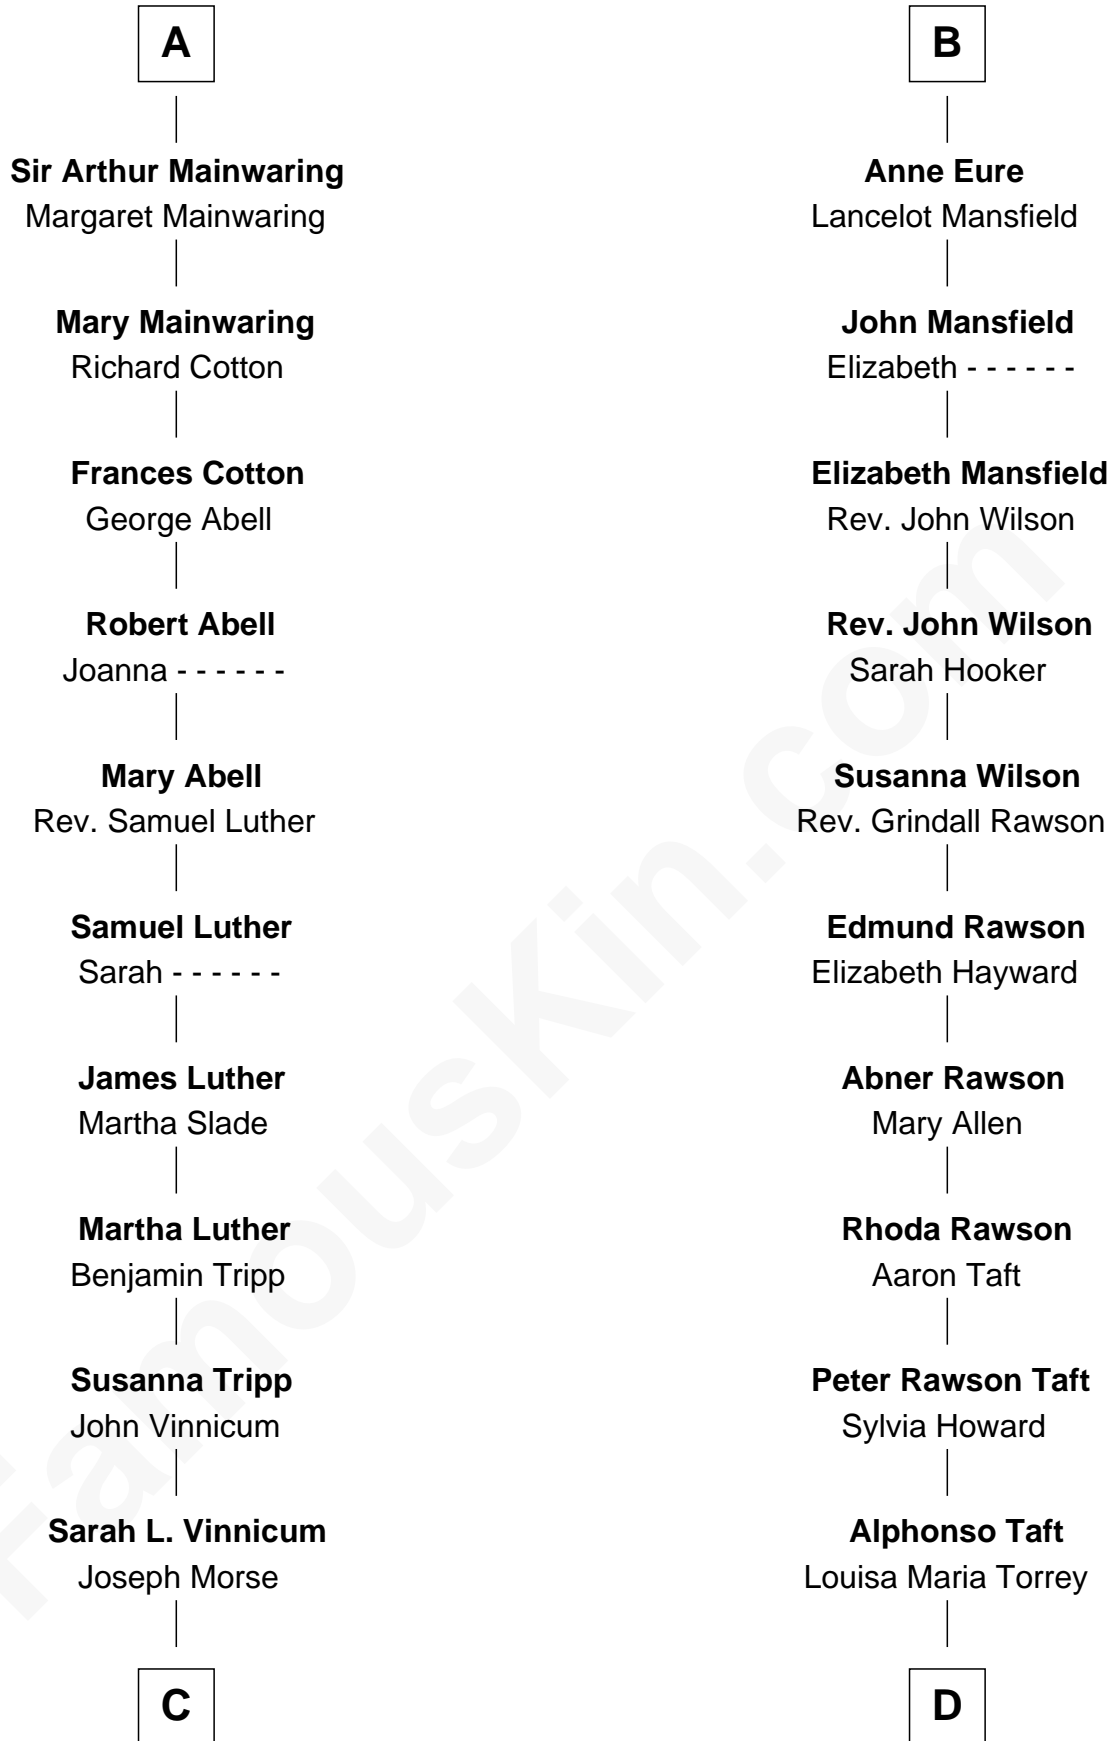 A
Sir Arthur Mainwaring
Margaret Mainwaring
Mary Mainwaring
Richard Cotton
Frances Cotton
George Abell
Robert Abell
Joanna - - - - - -
Mary Abell
Rev. Samuel Luther
Samuel Luther
Sarah - - - - - -
James Luther
Martha Slade
Martha Luther
Benjamin Tripp
Susanna Tripp
John Vinnicum
Sarah L. Vinnicum
Joseph Morse
C
B
Anne Eure
Lancelot Mansfield
John Mansfield
Elizabeth - - - - - -
Elizabeth Mansfield
Rev. John Wilson
Rev. John Wilson
Sarah Hooker
Susanna Wilson
Rev. Grindall Rawson
Edmund Rawson
Elizabeth Hayward
Abner Rawson
Mary Allen
Rhoda Rawson
Aaron Taft
Peter Rawson Taft
Sylvia Howard
Alphonso Taft
Louisa Maria Torrey
D
FamousKin.com